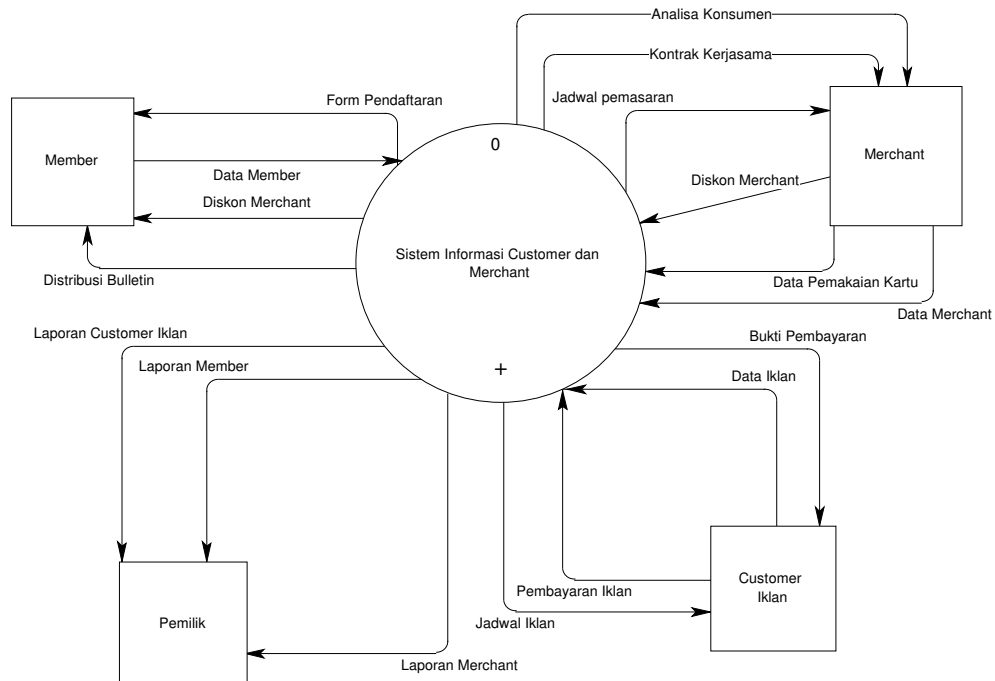 Analisa Konsumen
Kontrak Kerjasama
Jadwal pemasaran
Form Pendaftaran
0
Member
Merchant
Data Member
Diskon Merchant
Diskon Merchant
Sistem Informasi Customer dan
Merchant
Distribusi Bulletin
Data Pemakaian Kartu
Data Merchant
Laporan Customer Iklan
Bukti Pembayaran
Laporan Member
+
Data Iklan
Customer
Iklan
Pembayaran Iklan
Pemilik
Jadwal Iklan
Laporan Merchant